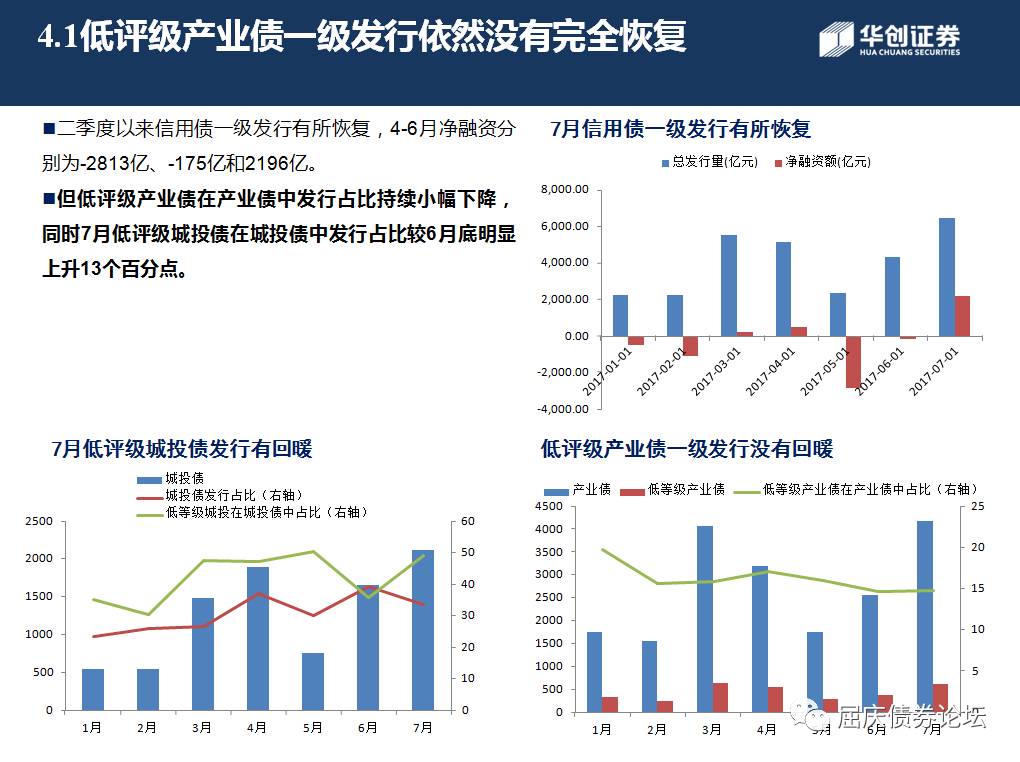 4.1低评级产业债一级发行依然没有完全恢复
华创证券
HUA CHUANG SECURITIES
■二季度以来信用债一级发行有所恢复，4-6月净融资分
别为-2813亿、-175亿和2196亿。
■但低评级产业债在产业债中发行占比持续小幅下降，
同时7月低评级城投债在城投债中发行占比较6月底明显
上升13个百分点。
7月信用债一级发行有所恢复
总发行量(亿元) 净融资额(亿元)
8,000.00
6,000.00
4,000.00
2,000.00
0.00
-2,000.00
-4,000.00
2017-01-01 2017-02-01 2017-03-01 2017-04-01 2017-05-01 2017-06-01 2017-07-01
7月低评级城投债发行有回暖
城投债
城投债发行占比（右轴）
低等级城投在城投债中占比（右轴）
2500 60
2000 50
1500 40
1000 30
500 20
0 10
0
1月 2月 3月 4月 5月 6月 7月
低评级产业债一级发行没有回暖
产业债 低等级产业债 低等级产业债在产业债中占比（右轴）
4500 25
4000 20
3500 15
3000 10
2500 5
2000
1500
1000
500
0
1月 2月 3月 4月 5月 6月 7月
屈庆债券论坛